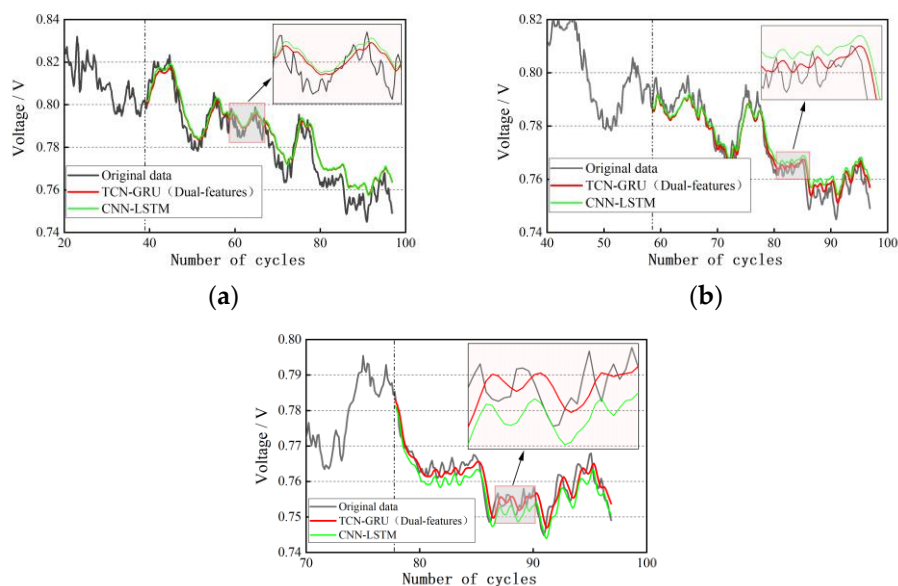 0.84
0.82
0.80
0.78
0.76
0.74
Voltage / V
Original data
TCN-GRU（Dual-features）
CNN-LSTM
20 40 60 80 100
Number of cycles
(a)
0.82
0.80
0.78
0.76
0.74
Voltage / V
Original data
TCN-GRU（Dual-features）
CNN-LSTM
40 50 60 70 80 90 100
Number of cycles
(b)
0.80
0.79
0.78
0.77
0.76
0.75
0.74
Voltage / V
Original data
TCN-GRU（Dual-features）
CNN-LSTM
70 80 90 100
Number of cycles